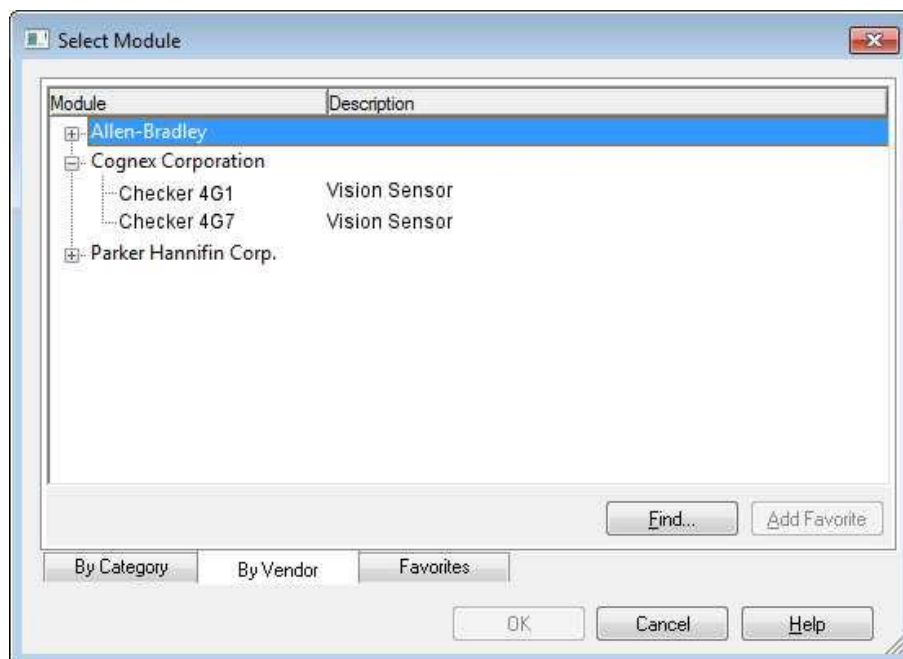 Select Module
Module Description
Allen-Bradley
Cognex Corporation
Checker 4G1 Vision Sensor
Checker 4G7 Vision Sensor
Parker Hannifin Corp.
Find... Add Favorite
By Category By Vendor Favorites
OK Cancel Help